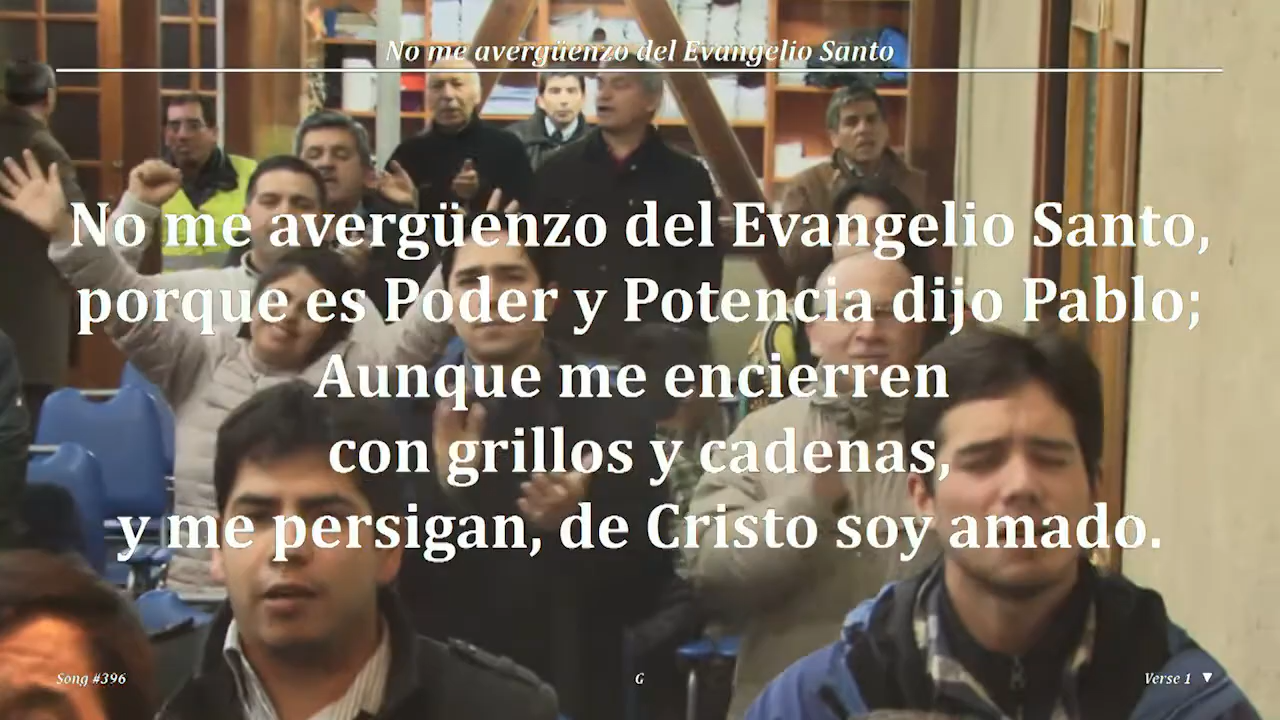 No me avergüenzo del Evangelio Santo
No me avergüenzo del Evangelio Santo,
porque es Poder y Potencia dijo Pablo;
Aunque me encierren
con grillos y cadenas,
y me persigan, de Cristo soy amado.
Song #396
G
Verse 1 ▼